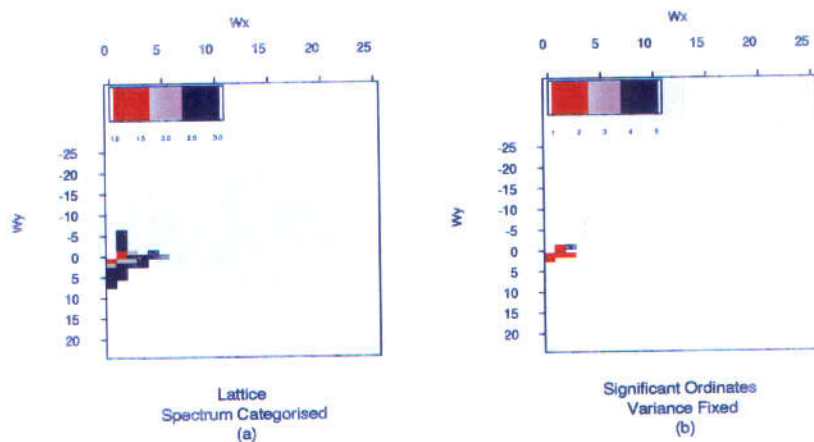 Wx
0 5 10 15 20 25
1.0 1.5 2.0 2.5 3.0
Wy
-25
-20
-15
-10
-5
0
5
10
15
20
Lattice
Spectrum Categorised
(a)
Wx
0 5 10 15 20 25
1 2 3 4 5
Wy
-25
-20
-15
-10
-5
0
5
10
15
20
Significant Ordinates
Variance Fixed
(b)